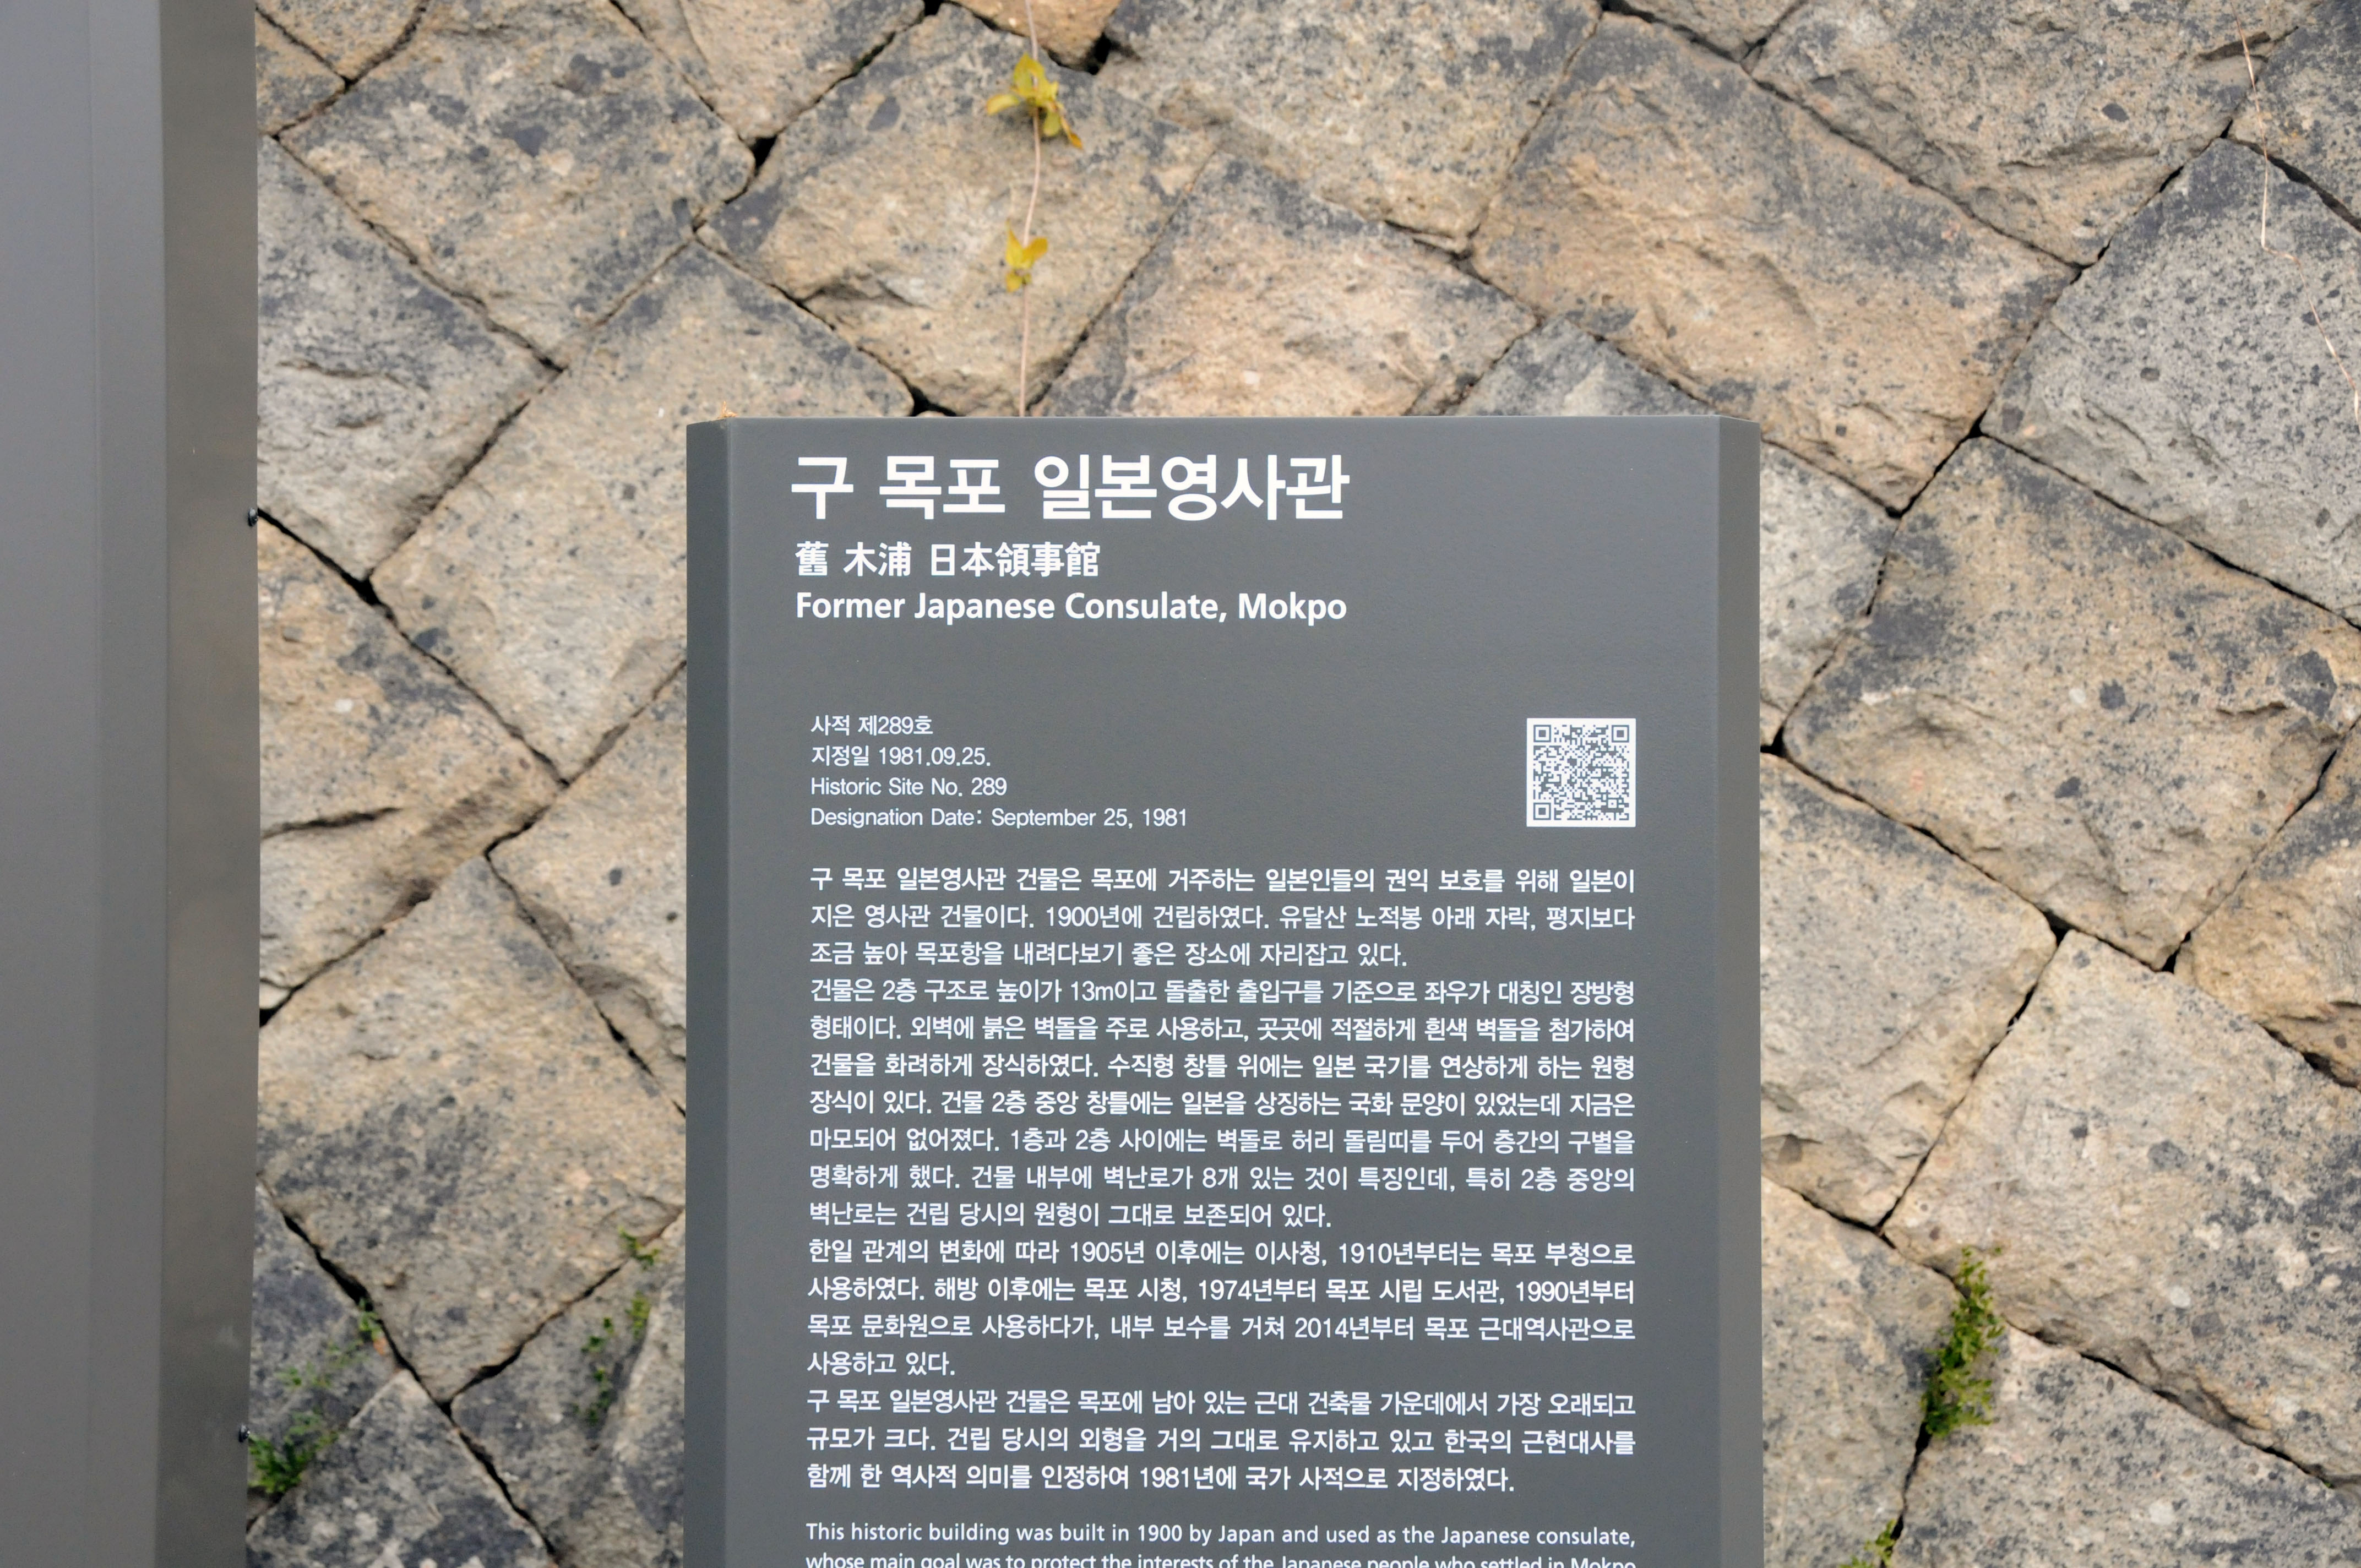 구 목포 일본영사관
舊 木浦 日本領事館
Former Japanese Consulate, Mokpo
사적 제289호
지정일 1981.09.25.
Historic Site No. 289
Designation Date: September 25, 1981
구 목포 일본영사관 건물은 목포에 거주하는 일본인들의 권익 보호를 위해 일본이
지은 영사관 건물이다. 1900년에 건립하였다. 유달산 노적봉 아래 자락, 평지보다
조금 높아 목포항을 내려다보기 좋은 장소에 자리잡고 있다.
건물은 2층 구조로 높이가 13m이고 돌출한 출입구를 기준으로 좌우가 대칭인 장방형
형태이다. 외벽에 붉은 벽돌을 주로 사용하고, 곳곳에 적절하게 흰색 벽돌을 첨가하여
건물을 화려하게 장식하였다. 수직형 창틀 위에는 일본 국기를 연상하게 하는 원형
장식이 있다. 건물 2층 중앙 창틀에는 일본을 상징하는 국화 문양이 있었는데 지금은
마모되어 없어졌다. 1층과 2층 사이에는 벽돌로 허리 돌림띠를 두어 층간의 구별을
명확하게 했다. 건물 내부에 벽난로가 8개 있는 것이 특징인데, 특히 2층 중앙의
벽난로는 건립 당시의 원형이 그대로 보존되어 있다.
한일 관계의 변화에 따라 1905년 이후에는 이사청, 1910년부터는 목포 부청으로
사용하였다. 해방 이후에는 목포 시청, 1974년부터 목포 시립 도서관, 1990년부터
목포 문화원으로 사용하다가, 내부 보수를 거쳐 2014년부터 목포 근대역사관으로
사용하고 있다.
구 목포 일본영사관 건물은 목포에 남아 있는 근대 건축물 가운데에서 가장 오래되고
규모가 크다. 건립 당시의 외형을 거의 그대로 유지하고 있고 한국의 근현대사를
함께 한 역사적 의미를 인정하여 1981년에 국가 사적으로 지정하였다.
This historic building was built in 1900 by Japan and used as the Japanese consulate,
whose main goal was to protect the interests of the Japanese people who settled in Mokpo